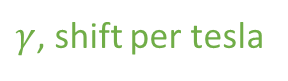 𝛾, shift per tesla